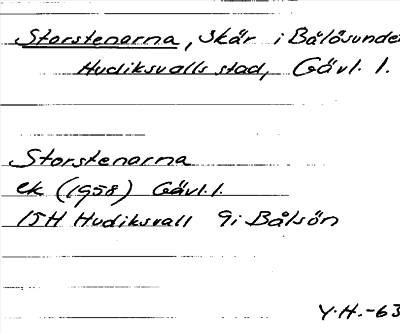 Storstenarna, skär i Bålösundet
Hudiksvalls stad, Gävl. l.
Storstenarna
ek (1958) Gävl. l.
15H Hudiksvall 9i Bålsön
Y.H.-63